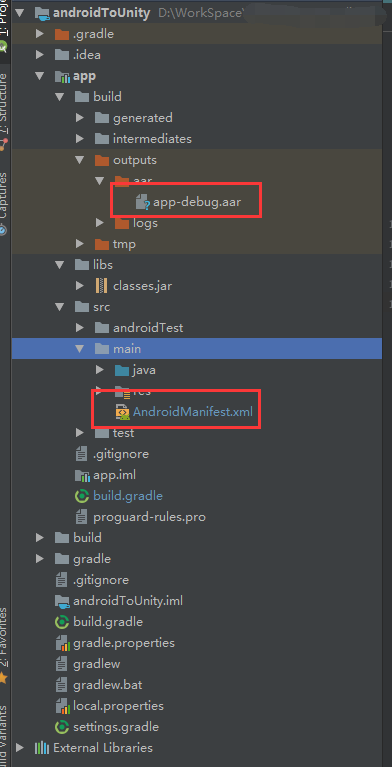 1: Proje
androidToUnity D:\WorkSpace\
.gradle
.idea
app
build
generated
intermediates
outputs
aar
app-debug.aar
logs
tmp
libs
classes.jar
src
androidTest
main
java
res
AndroidManifest.xml
test
.gitignore
app.iml
build.gradle
proguard-rules.pro
build
gradle
.gitignore
androidToUnity.iml
build.gradle
gradle.properties
gradlew
gradlew.bat
local.properties
settings.gradle
External Libraries
7: Structure
Captures
2: Favorites
ild Variants